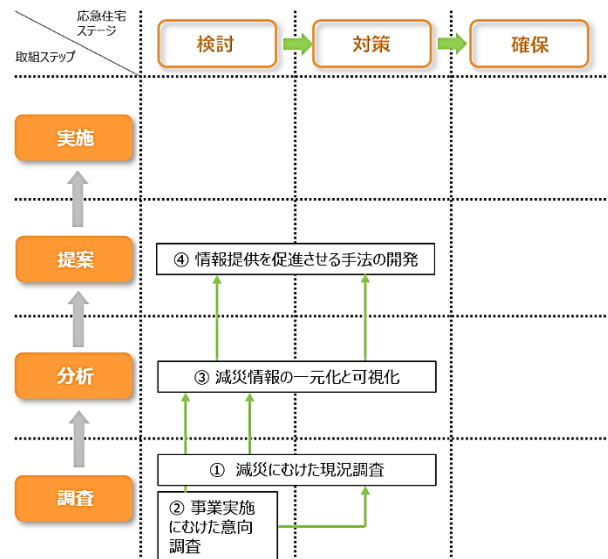 応急住宅
ステージ
取組ステップ
検討
対策
確保
実施
提案
④ 情報提供を促進させる手法の開発
分析
③ 減災情報の一元化と可視化
調査
① 減災にむけた現況調査
② 事業実施
にむけた意向
調査